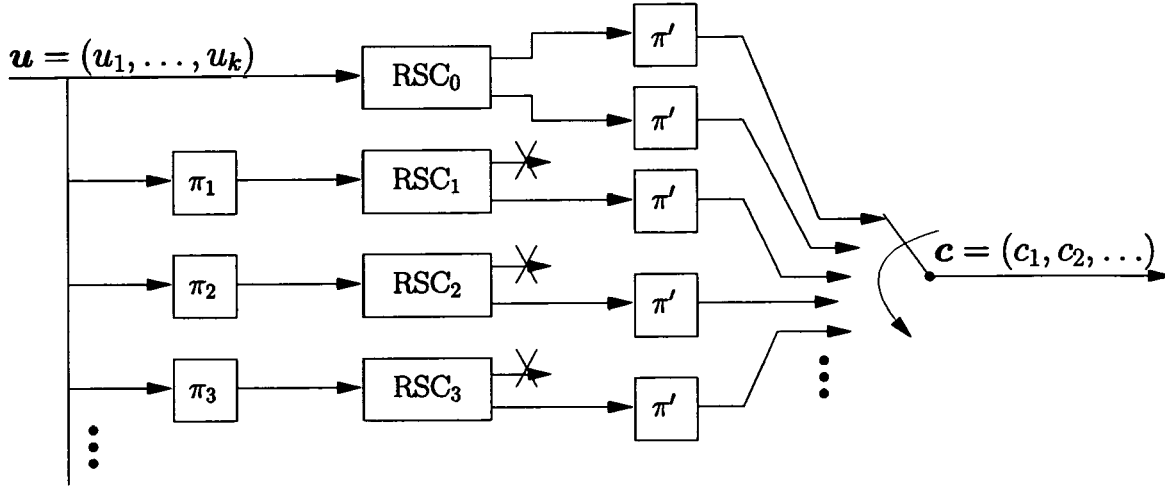 u = (u₁, . . . , uₖ)
RSC₀
π′
π′
π₁
RSC₁
π′
c = (c₁, c₂, . . .)
π₂
RSC₂
π′
π₃
RSC₃
π′